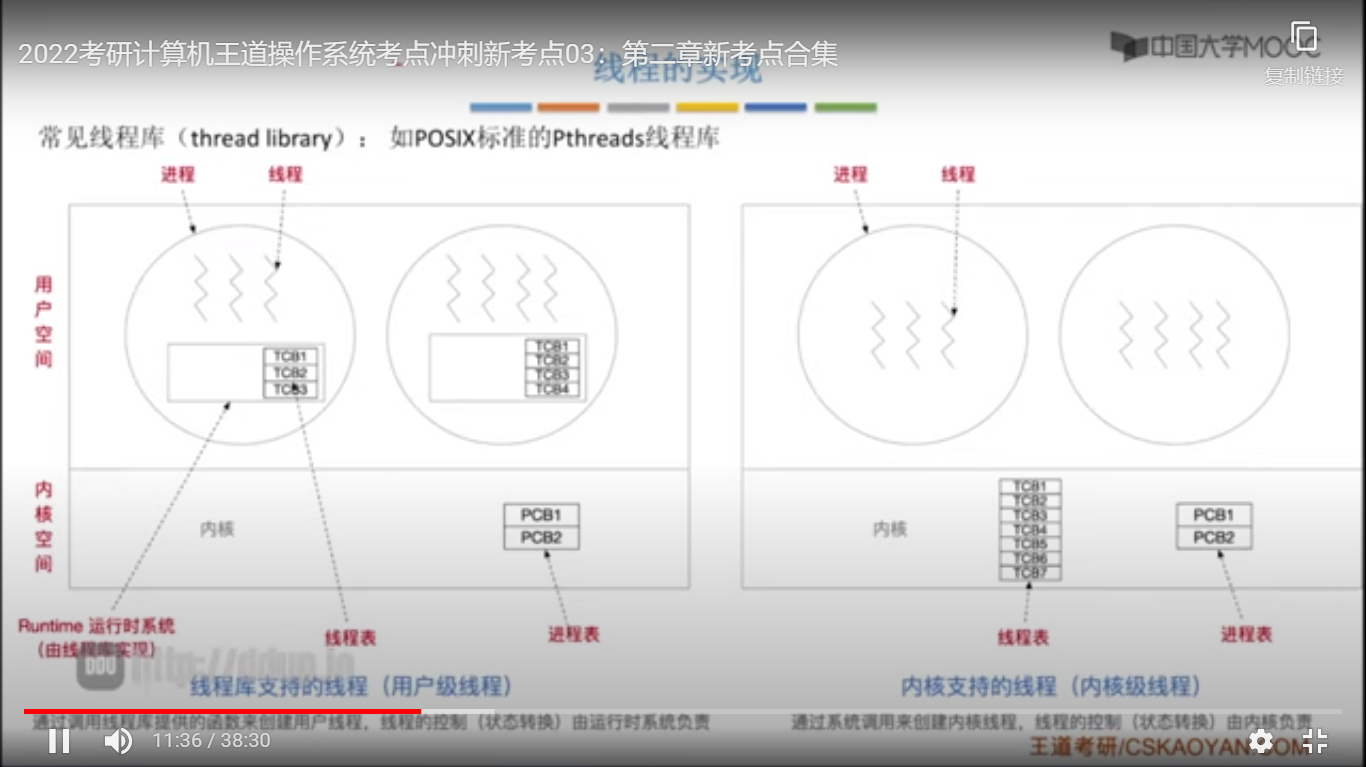 2022考研计算机王道操作系统考点冲刺新考点03：第二章新考点合集
中国大学MOOC
复制链接
线程的实现
常见线程库（thread library）： 如POSIX标准的Pthreads线程库
进程
线程
进程
线程
用户空间
TCB1
TCB2
TCB3
TCB1
TCB2
TCB3
TCB4
内核空间
内核
PCB1
PCB2
内核
TCB1
TCB2
TCB3
TCB4
TCB5
TCB6
TCB7
PCB1
PCB2
Runtime 运行时系统
（由线程库实现）
线程表
进程表
线程表
进程表
线程库支持的线程（用户级线程）
内核支持的线程（内核级线程）
通过调用线程库提供的函数来创建用户线程，线程的控制（状态转换）由运行时系统负责
通过系统调用来创建内核线程，线程的控制（状态转换）由内核负责
11:36 / 38:30
王道考研/CSKAOYAN.COM